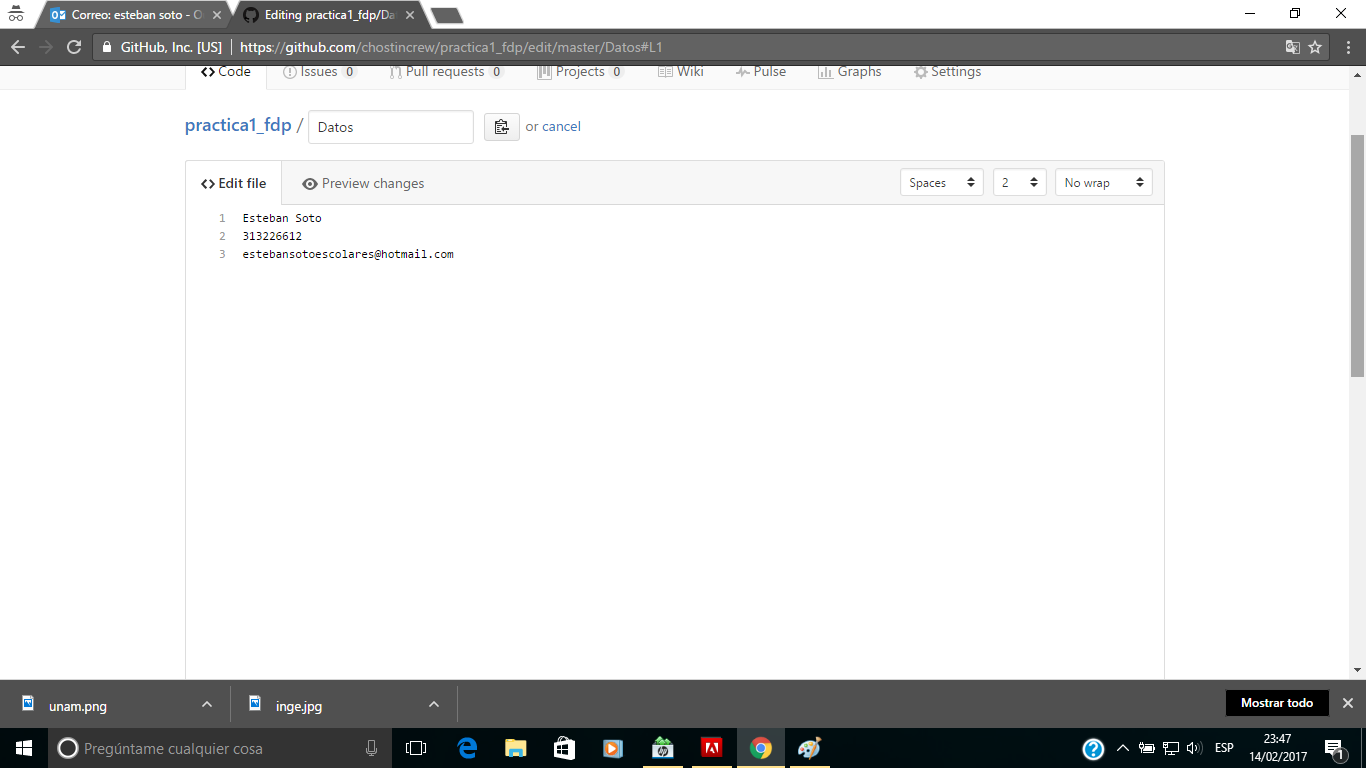 Correo: esteban soto - O
Editing practica1_fdp/Da
GitHub, Inc. [US] https://github.com/chostincrew/practica1_fdp/edit/master/Datos#L1
Code Issues 0 Pull requests 0 Projects 0 Wiki Pulse Graphs Settings
practica1_fdp / Datos or cancel
Edit file Preview changes Spaces 2 No wrap
1 Esteban Soto
2 313226612
3 estebansotoescolares@hotmail.com
unam.png inge.jpg Mostrar todo
Pregúntame cualquier cosa
ESP
23:47
14/02/2017
1